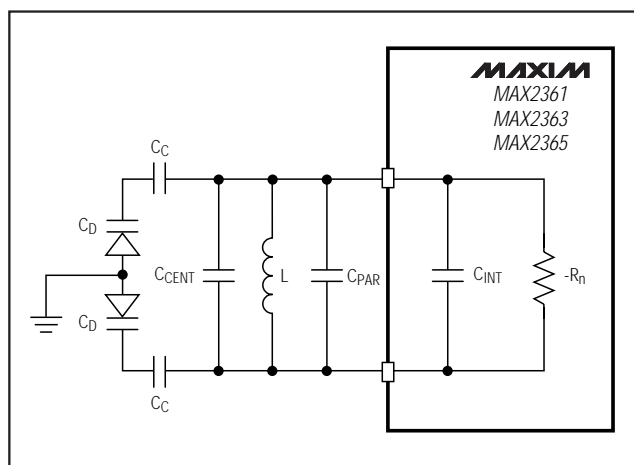 MAXIM
MAX2361
MAX2363
MAX2365
CC
CD
CCENT
L
CPAR
CINT
-Rn
CD
CC